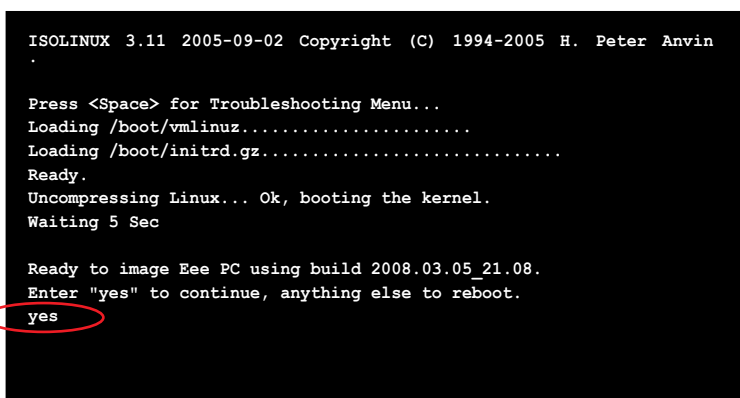 ISOLINUX 3.11 2005-09-02 Copyright (C) 1994-2005 H. Peter Anvin
.
Press <Space> for Troubleshooting Menu...
Loading /boot/vmlinuz.......................
Loading /boot/initrd.gz..............................
Ready.
Uncompressing Linux... Ok, booting the kernel.
Waiting 5 Sec
Ready to image Eee PC using build 2008.03.05_21.08.
Enter "yes" to continue, anything else to reboot.
yes